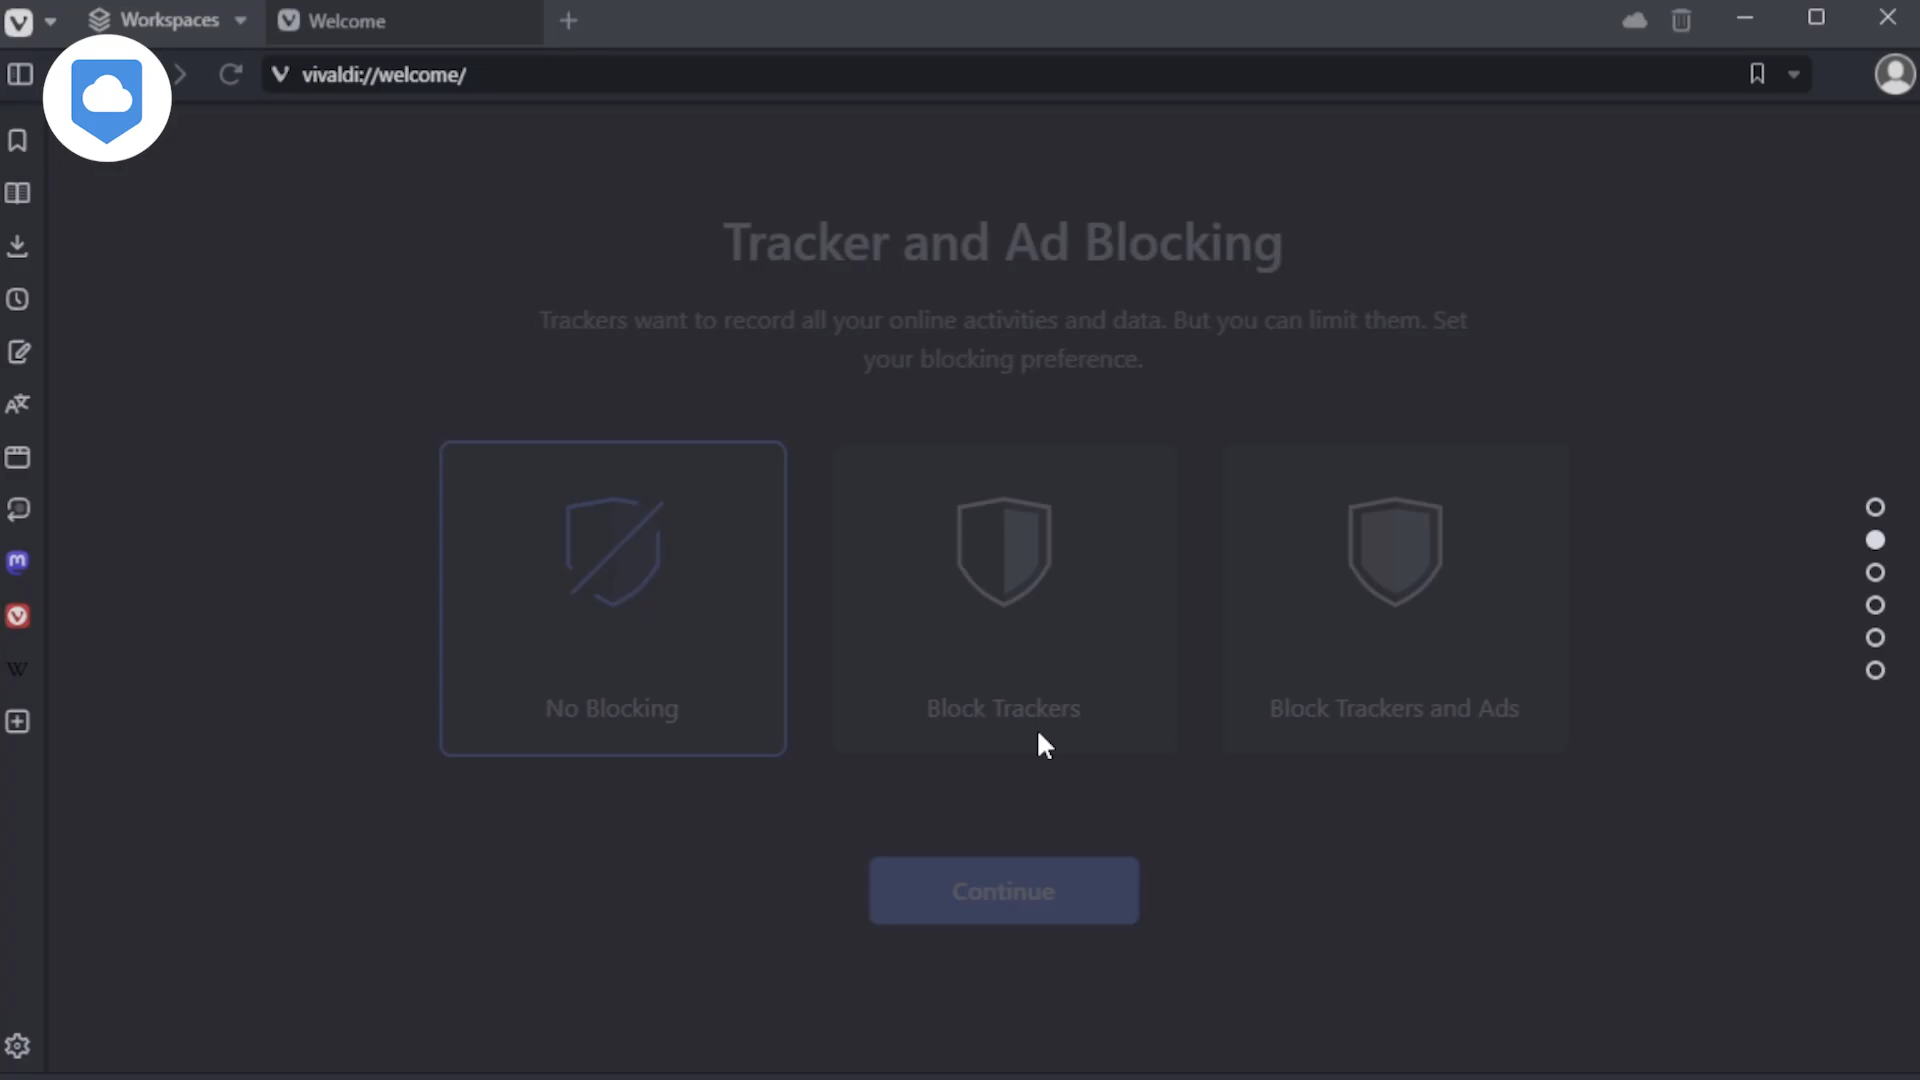 Workspaces
Welcome
vivaldi://welcome/
Tracker and Ad Blocking
Trackers want to record all your online activities and data. But you can limit them. Set
your blocking preference.
No Blocking
Block Trackers
Block Trackers and Ads
Continue